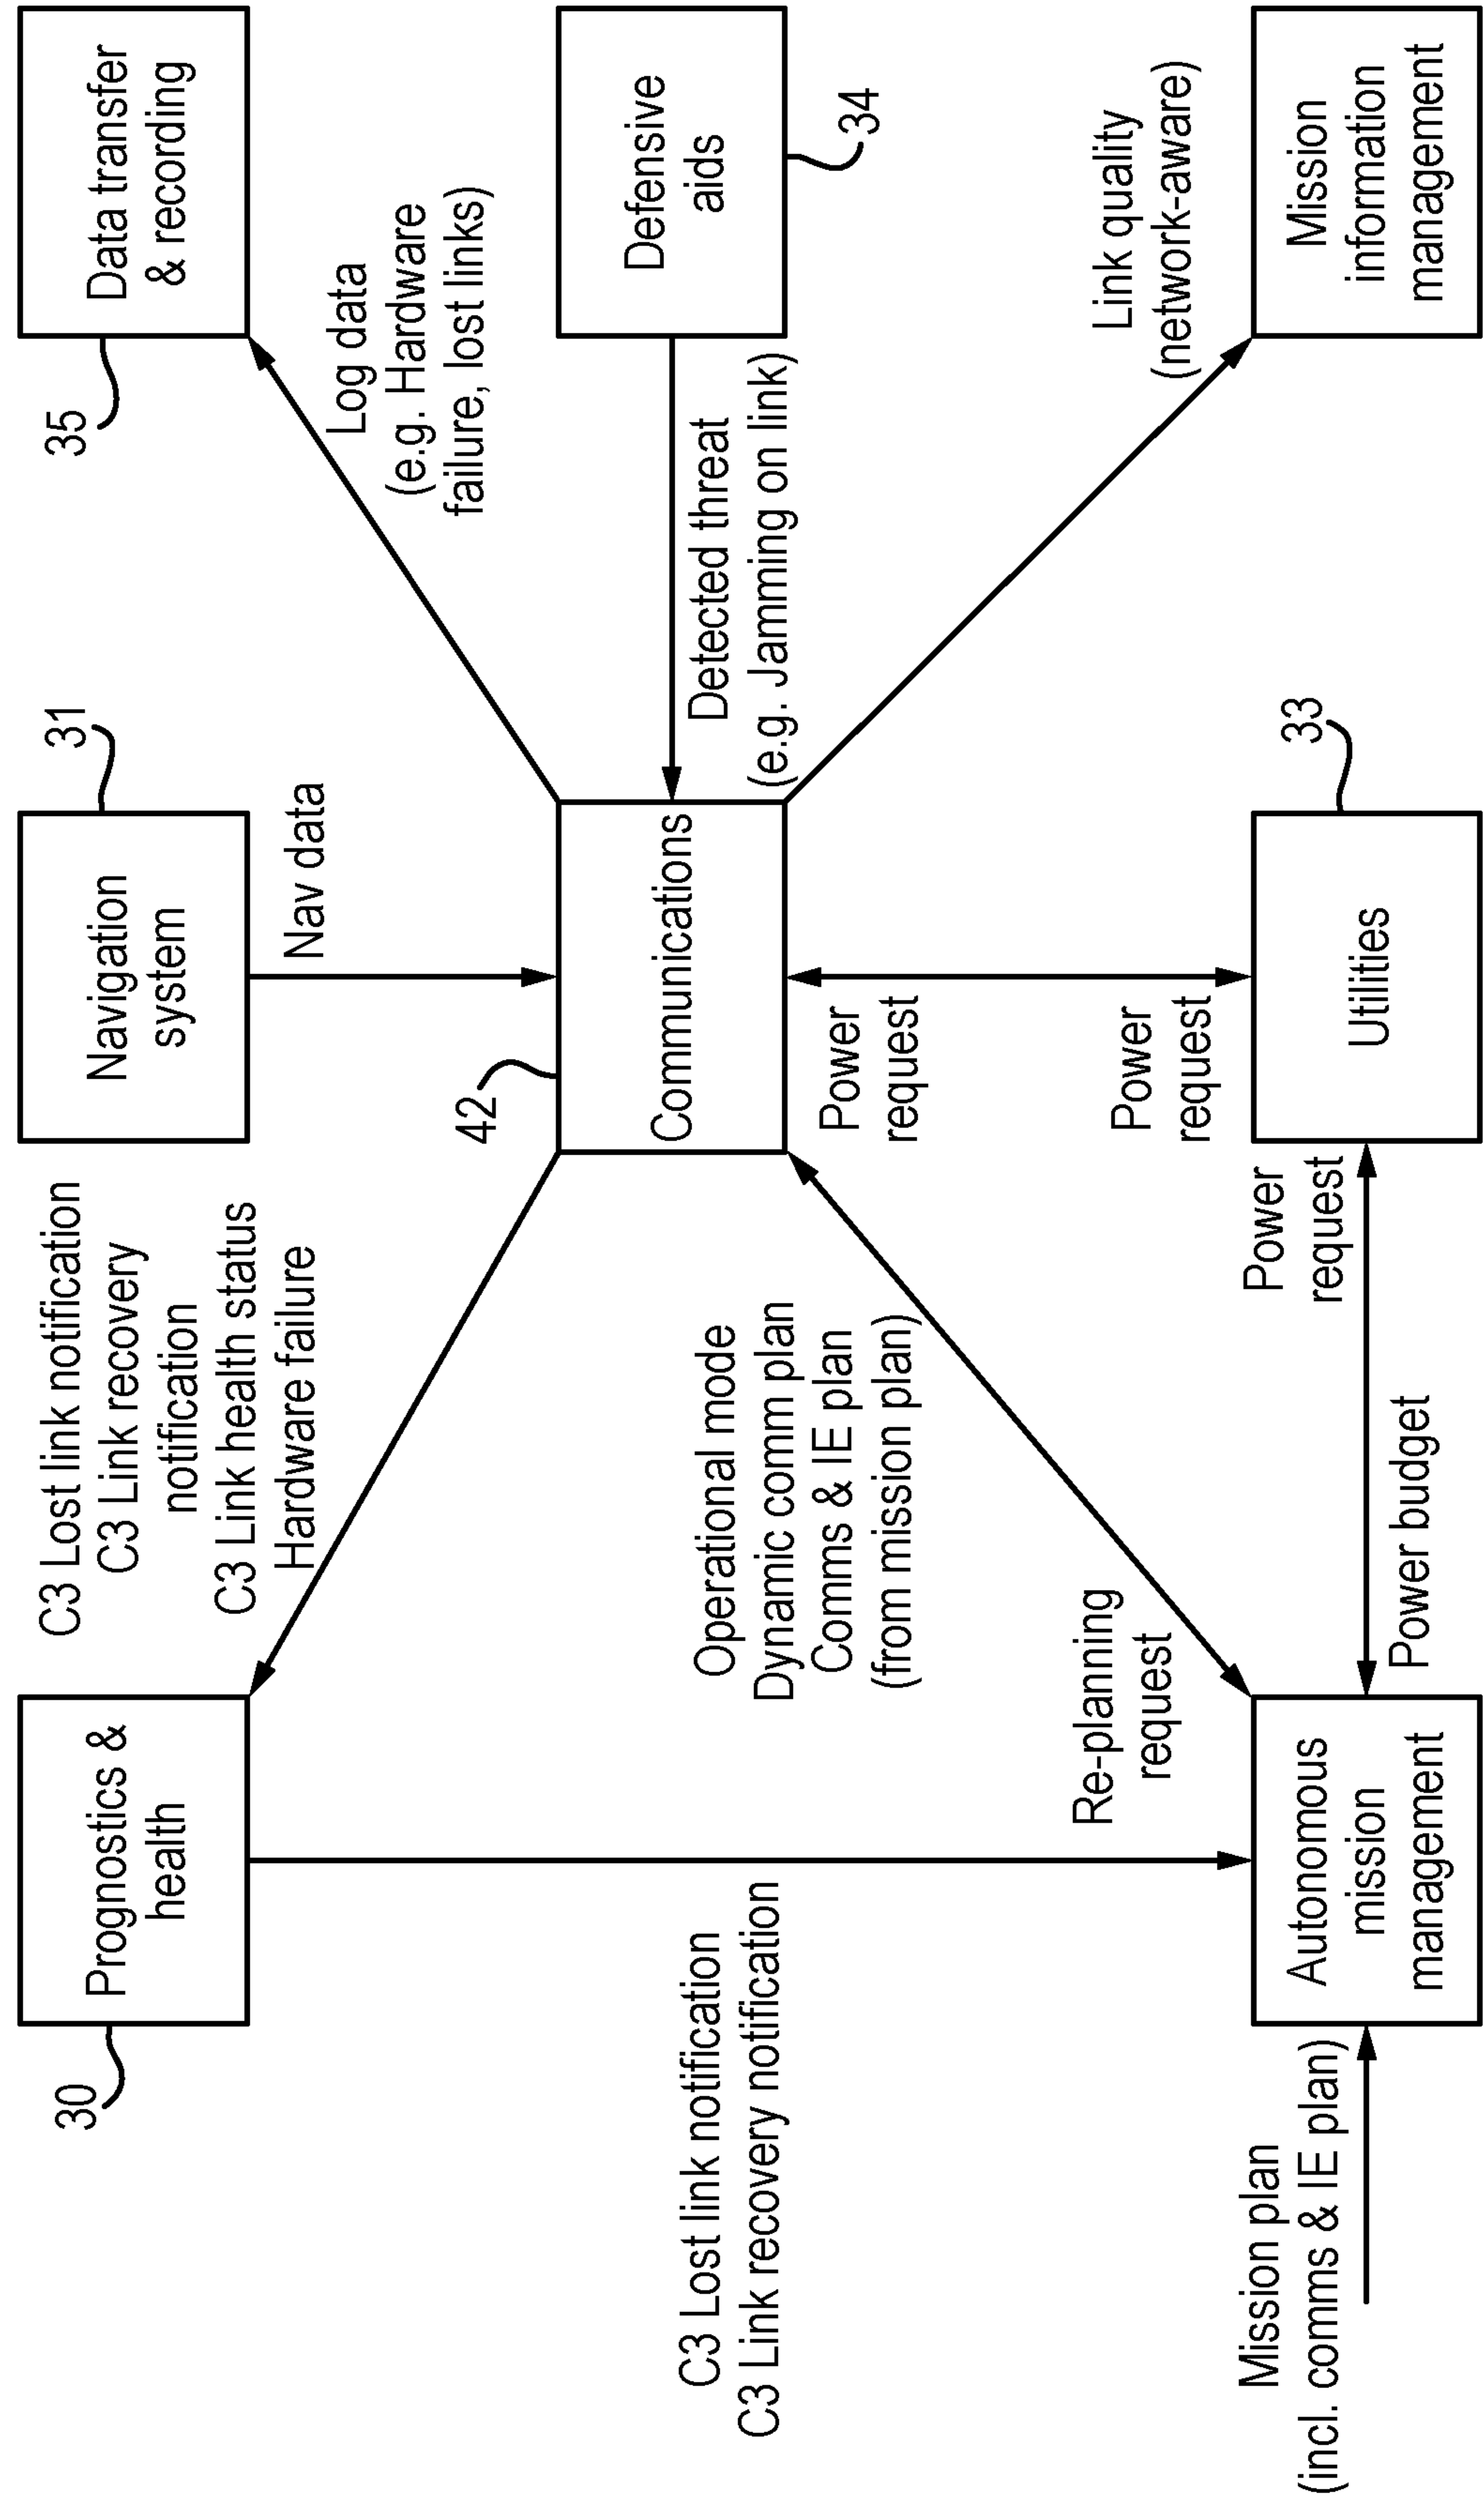 30
Prognostics &
health
C3 Lost link notification
C3 Link recovery
notification
C3 Link health status
Hardware failure
Navigation
system
31
Nav data
35
Data transfer
& recording
Log data
(e.g. Hardware
failure, lost links)
C3 Lost link notification
C3 Link recovery notification
Operational mode
Dynamic comm plan
Comms & IE plan
(from mission plan)
42
Communications
Detected threat
(e.g. Jamming on link)
Defensive
aids
34
Re-planning
request
Power
request
Power
request
Link quality
(network-aware)
Mission plan
(incl. comms & IE plan)
Autonomous
mission
management
Power budget
Power
request
Utilities
33
Mission
information
management